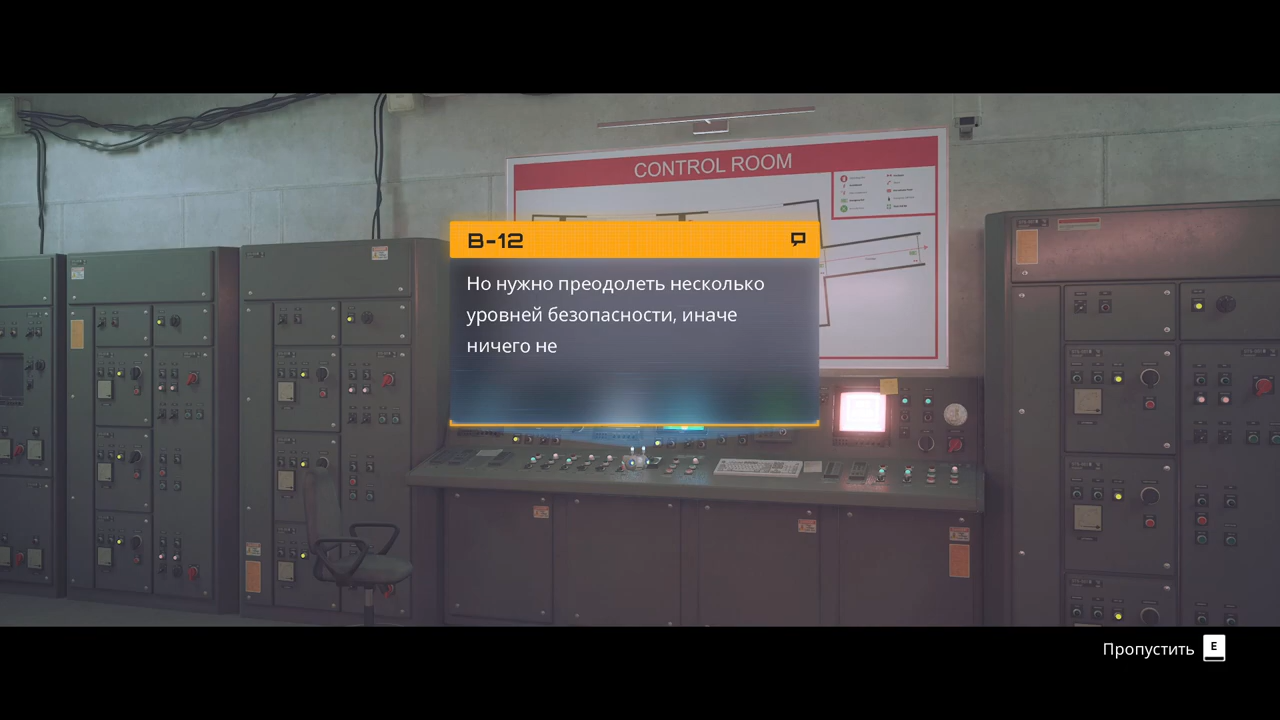 CONTROL ROOM
B-12
Но нужно преодолеть несколько
уровней безопасности, иначе
ничего не
Пропустить E